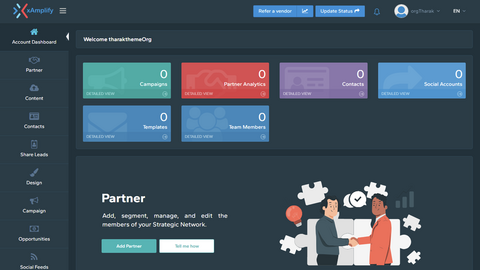 xAmplify
Refer a vendor
Update Status
orgTharak
EN
Account Dashboard
Welcome tharakthemeOrg
Partner
Content
Contacts
Share Leads
Design
Campaign
Opportunities
Social Feeds
0
Campaigns
DETAILED VIEW
0
Partner Analytics
DETAILED VIEW
0
Contacts
DETAILED VIEW
0
Social Accounts
DETAILED VIEW
0
Templates
DETAILED VIEW
0
Team Members
DETAILED VIEW
Partner
Add, segment, manage, and edit the
members of your Strategic Network.
Add Partner
Tell me how